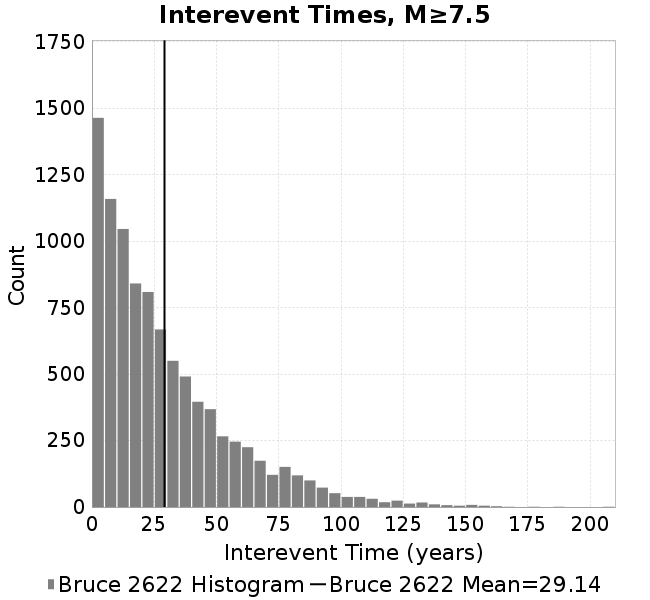 Interevent Times, M≥7.5
1750
1500
1250
1000
750
500
250
0
Count
0 25 50 75 100 125 150 175 200
Interevent Time (years)
Bruce 2622 Histogram Bruce 2622 Mean=29.14